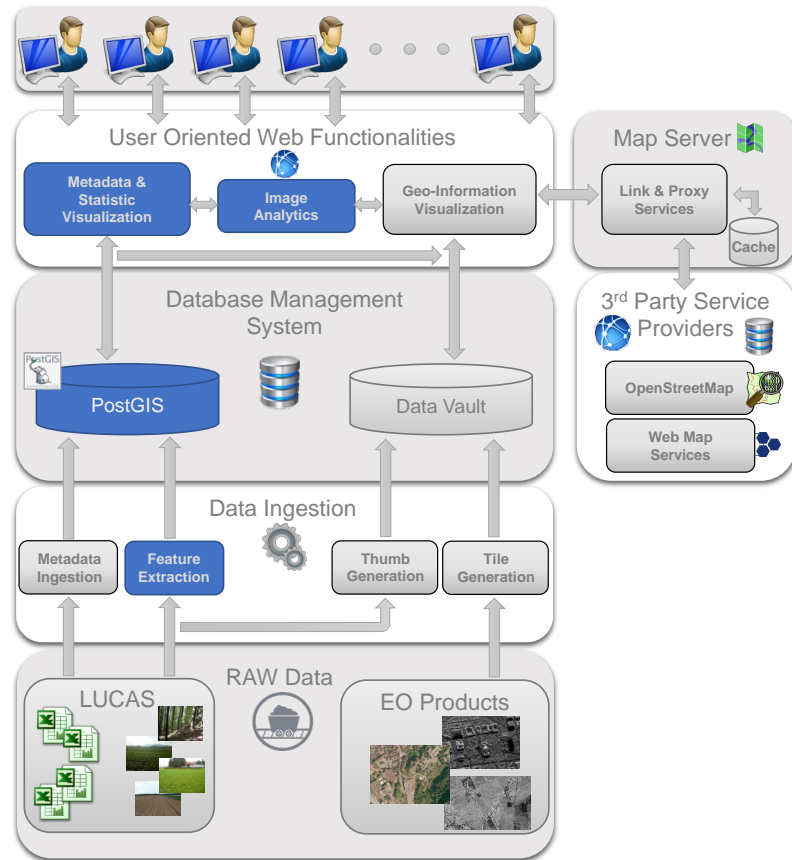 User Oriented Web Functionalities
Metadata &
Statistic
Visualization
Image
Analytics
Geo-Information
Visualization
Map Server
Link & Proxy
Services
Cache
Database Management
System
PostGIS
PostGIS
Data Vault
3rd Party Service
Providers
OpenStreetMap
Web Map
Services
Data Ingestion
Metadata
Ingestion
Feature
Extraction
Thumb
Generation
Tile
Generation
RAW Data
LUCAS
EO Products